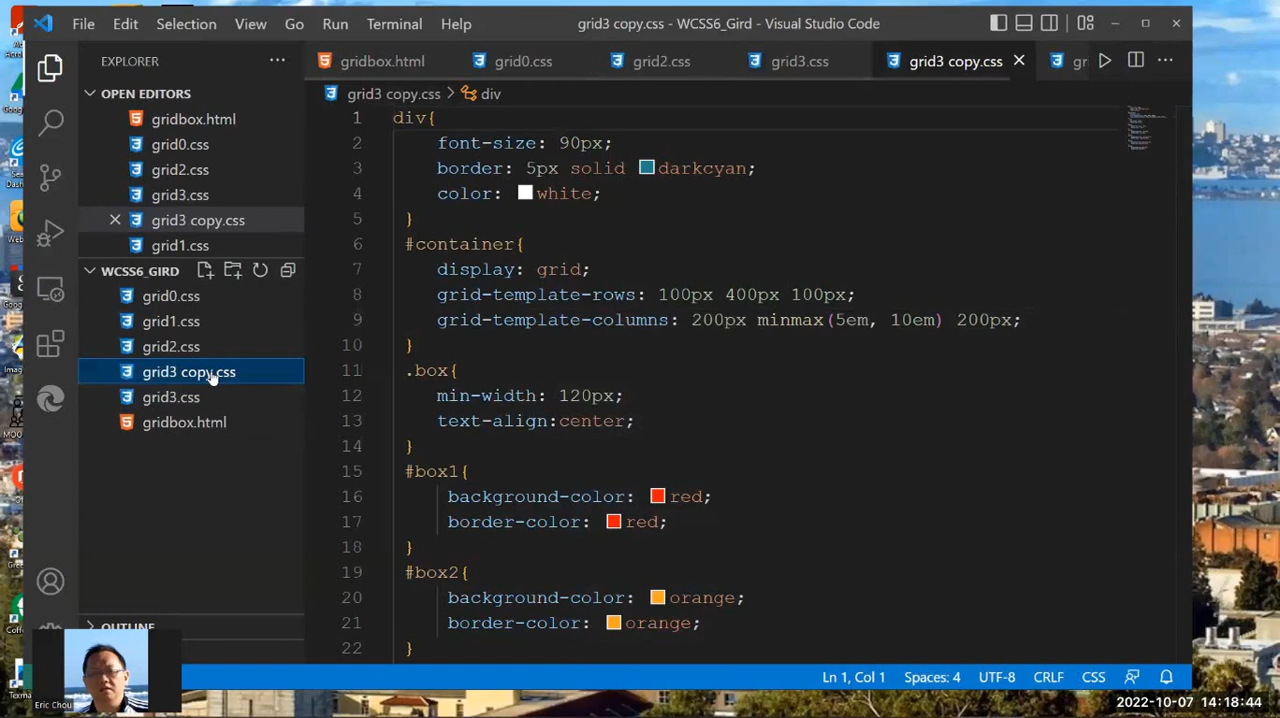 File Edit Selection View Go Run Terminal Help
grid3 copy.css - WCSS6_Gird - Visual Studio Code
EXPLORER
gridbox.html grid0.css grid2.css grid3.css grid3 copy.css gr
OPEN EDITORS
grid3 copy.css > div
gridbox.html
grid0.css
grid2.css
grid3.css
grid3 copy.css
grid1.css
WCSS6_GIRD
grid0.css
grid1.css
grid2.css
grid3 copy.css
grid3.css
gridbox.html
OUTLINE
1 div{
2 font-size: 90px;
3 border: 5px solid darkcyan;
4 color: white;
5 }
6 #container{
7 display: grid;
8 grid-template-rows: 100px 400px 100px;
9 grid-template-columns: 200px minmax(5em, 10em) 200px;
10 }
11 .box{
12 min-width: 120px;
13 text-align:center;
14 }
15 #box1{
16 background-color: red;
17 border-color: red;
18 }
19 #box2{
20 background-color: orange;
21 border-color: orange;
22 }
Ln 1, Col 1 Spaces: 4 UTF-8 CRLF CSS
Eric Chou
2022-10-07 14:18:44